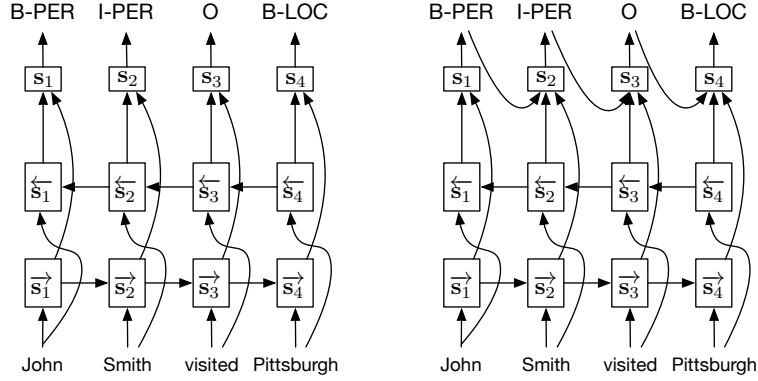 B-PER I-PER O B-LOC B-PER I-PER O B-LOC
s₁ s₂ s₃ s₄ s₁ s₂ s₃ s₄
←s₁ ←s₂ ←s₃ ←s₄ ←s₁ ←s₂ ←s₃ ←s₄
→s₁ →s₂ →s₃ →s₄ →s₁ →s₂ →s₃ →s₄
John Smith visited Pittsburgh John Smith visited Pittsburgh